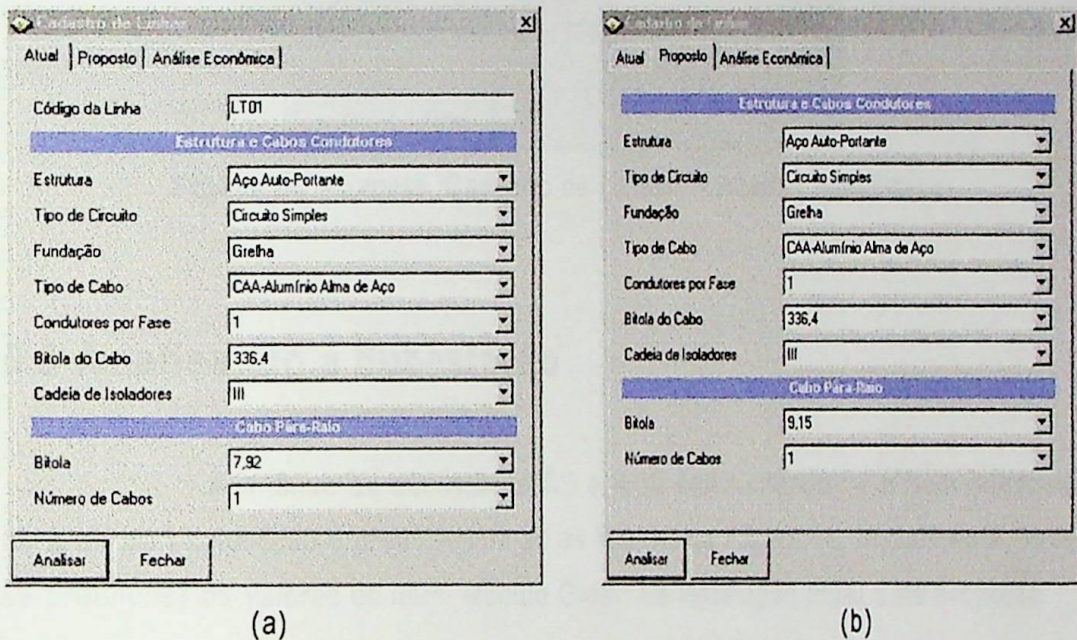 Cadastro de Linhas
Atual Proposto Análise Econômica
Código da Linha LT01
Estrutura e Cabos Condutores
Estrutura Aço Auto-Portante
Tipo de Circuito Circuito Simples
Fundação Grelha
Tipo de Cabo CAA-Alumínio Alma de Aço
Condutores por Fase 1
Bitola do Cabo 336,4
Cadeia de Isoladores III
Cabo Pára-Raio
Bitola 7,92
Número de Cabos 1
Analisar Fechar
(a)
Cadastro de
Atual Proposto Análise Econômica
Estrutura e Cabos Condutores
Estrutura Aço Auto-Portante
Tipo de Circuito Circuito Simples
Fundação Grelha
Tipo de Cabo CAA-Alumínio Alma de Aço
Condutores por Fase 1
Bitola do Cabo 336,4
Cadeia de Isoladores III
Cabo Pára-Raio
Bitola 9,15
Número de Cabos 1
Analisar Fechar
(b)